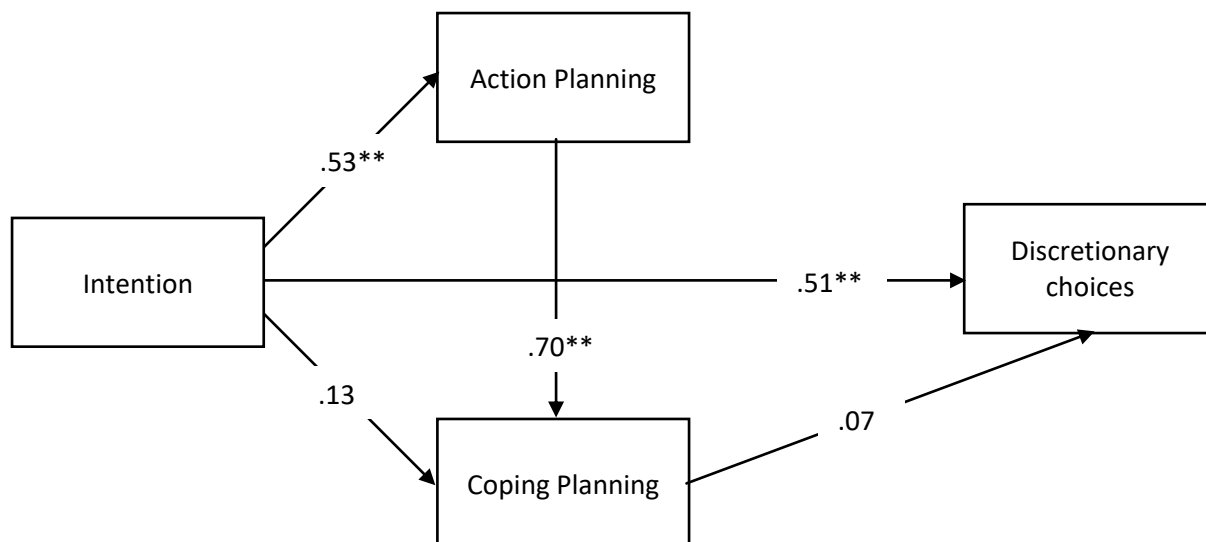 Action Planning
.53**
Intention
Discretionary
choices
.51**
.70**
.13
.07
Coping Planning